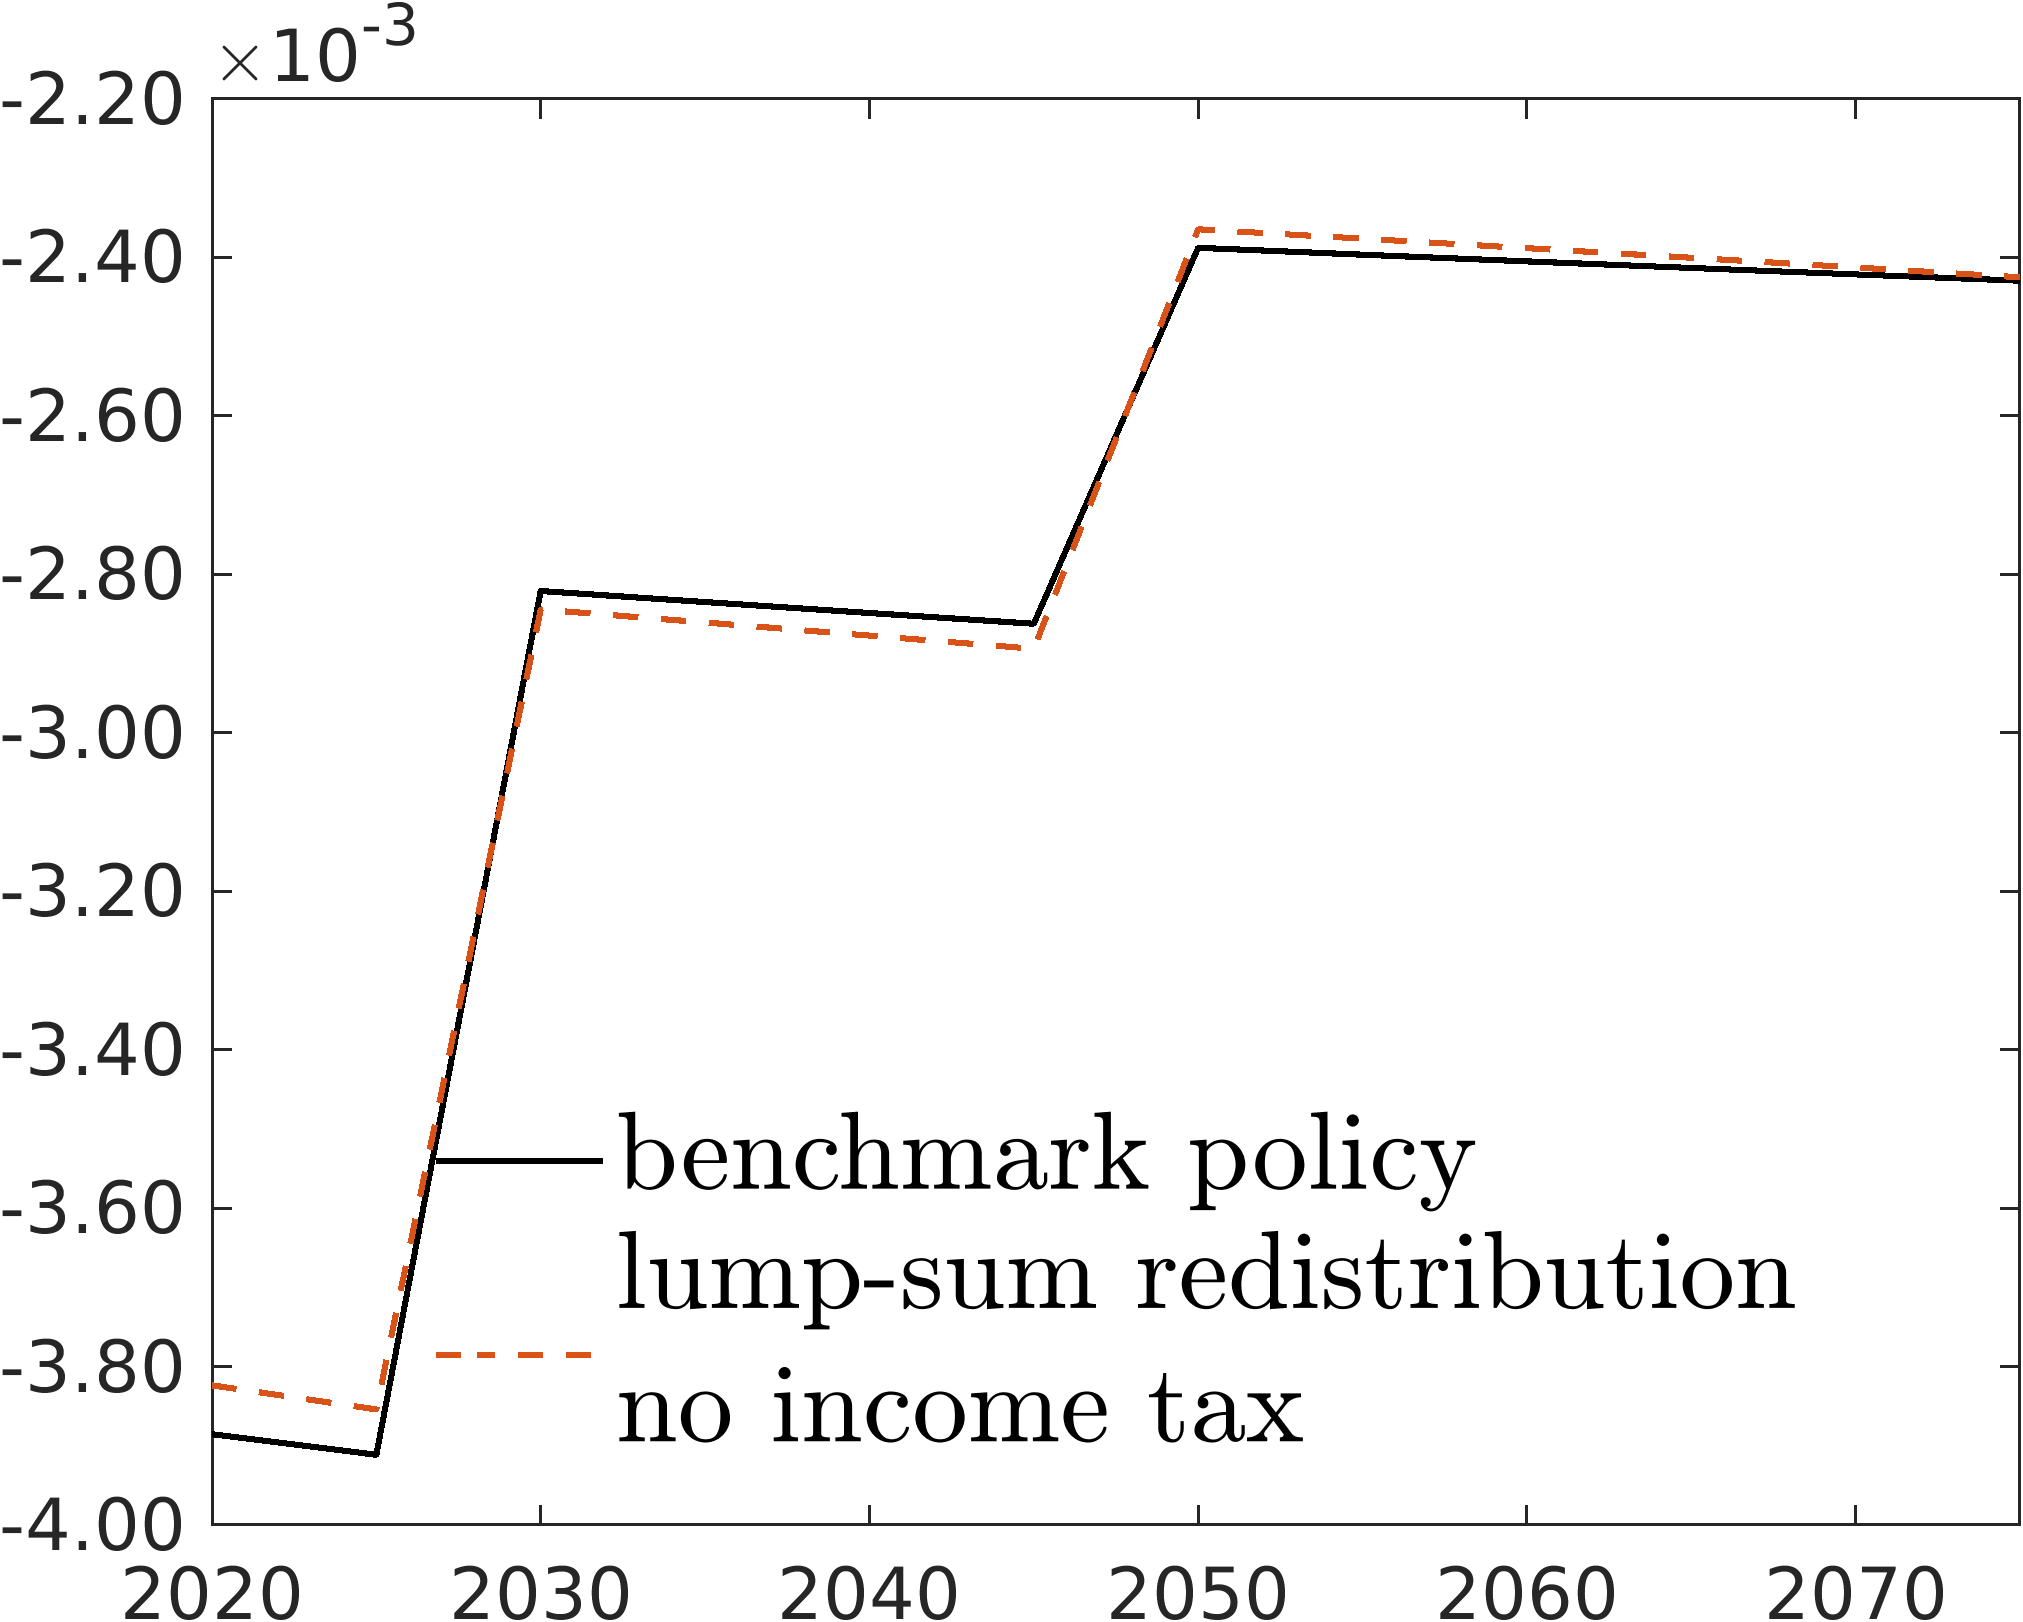 ×10-3
-2.20
-2.40
-2.60
-2.80
-3.00
-3.20
-3.40
-3.60
-3.80
-4.00
benchmark policy
lump-sum redistribution
no income tax
2020 2030 2040 2050 2060 2070